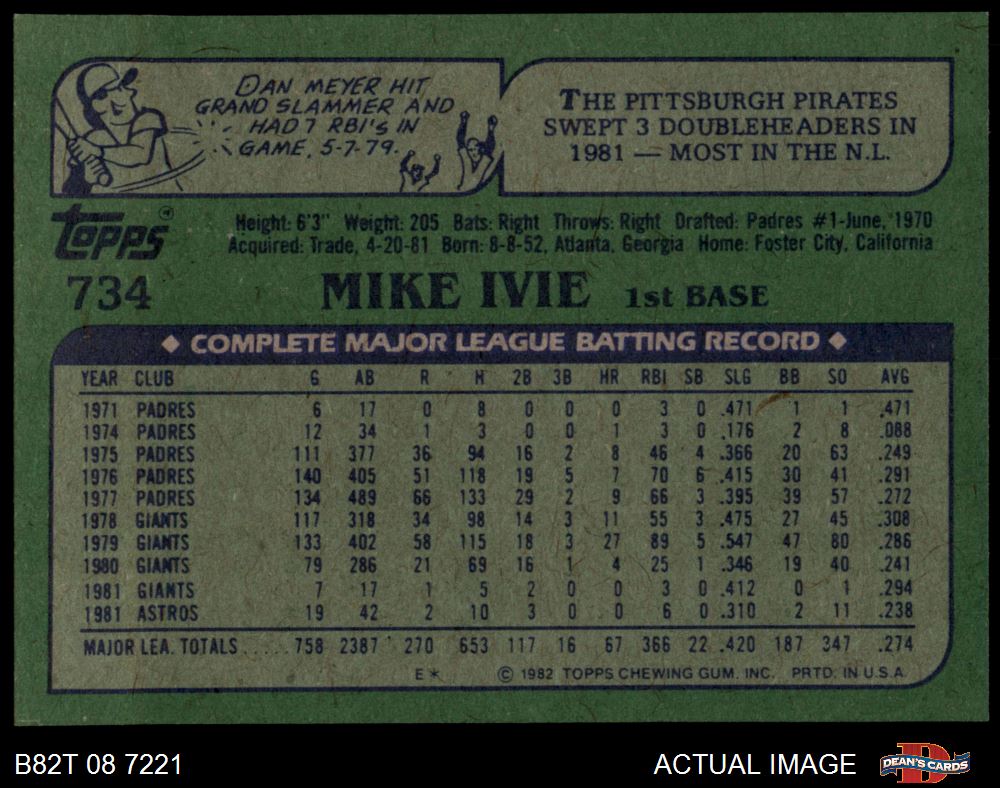 DAN MEYER HIT
GRAND SLAMMER AND
HAD 7 RBI'S IN
GAME, 5-7-79.
THE PITTSBURGH PIRATES
SWEPT 3 DOUBLEHEADERS IN
1981 — MOST IN THE N.L.
topps®
Height: 6'3" Weight: 205 Bats: Right Throws: Right Drafted: Padres #1-June, 1970
Acquired: Trade, 4-20-81 Born: 8-8-52, Atlanta, Georgia Home: Foster City, California
734 MIKE IVIE 1st BASE
◆ COMPLETE MAJOR LEAGUE BATTING RECORD ◆
YEAR CLUB G AB R H 2B 3B HR RBI SB SLG BB SO AVG
1971 PADRES 6 17 0 8 0 0 0 3 0 .471 1 1 .471
1974 PADRES 12 34 1 3 0 0 1 3 0 .176 2 8 .088
1975 PADRES 111 377 36 94 16 2 8 46 4 .366 20 63 .249
1976 PADRES 140 405 51 118 19 5 7 70 6 .415 30 41 .291
1977 PADRES 134 489 66 133 29 2 9 66 3 .395 39 57 .272
1978 GIANTS 117 318 34 98 14 3 11 55 3 .475 27 45 .308
1979 GIANTS 133 402 58 115 18 3 27 89 5 .547 47 80 .286
1980 GIANTS 79 286 21 69 16 1 4 25 1 .346 19 40 .241
1981 GIANTS 7 17 1 5 2 0 0 3 0 .412 0 1 .294
1981 ASTROS 19 42 2 10 3 0 0 6 0 .310 2 11 .238
MAJOR LEA. TOTALS.....758 2387 270 653 117 16 67 366 22 .420 187 347 .274
E* © 1982 TOPPS CHEWING GUM, INC. PRTD. IN U.S.A.
B82T 08 7221 ACTUAL IMAGE D DEAN'S CARDS